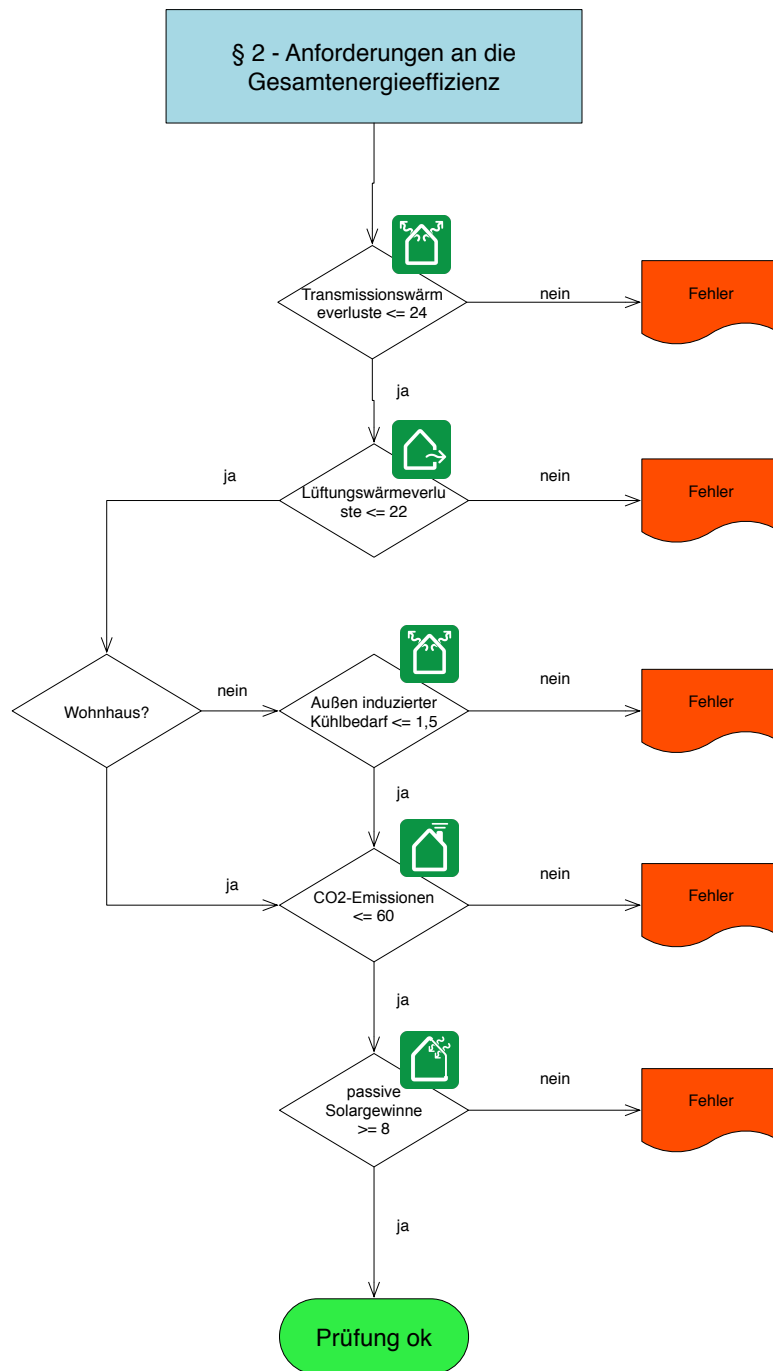 § 2 - Anforderungen an die
Gesamtenergieeffizienz
Transmissionswärm
everluste <= 24
nein
Fehler
ja
Lüftungswärmeverlu
ste <= 22
ja
nein
Fehler
Wohnhaus?
nein
Außen induzierter
Kühlbedarf <= 1,5
nein
Fehler
ja
ja
CO2-Emissionen
<= 60
nein
Fehler
ja
passive
Solargewinne
>= 8
nein
Fehler
ja
Prüfung ok